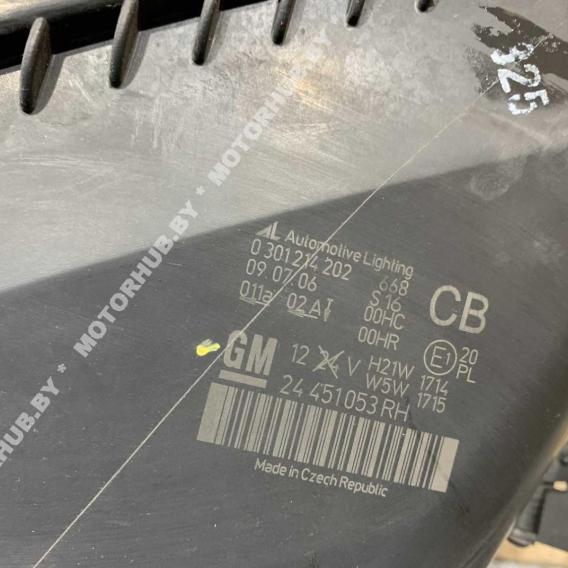 325
AL Automotive Lighting
0 301 214 202 668
09.07.06 S 16
011a 02 AT 00HC
00HR
CB
GM 12 24 V H21W 1714
W5W 1715
E1 20
PL
24 451 053 RH
Made in Czech Republic
MOTORHUB.BY * MOTORHUB.BY * MOTORHUB.BY